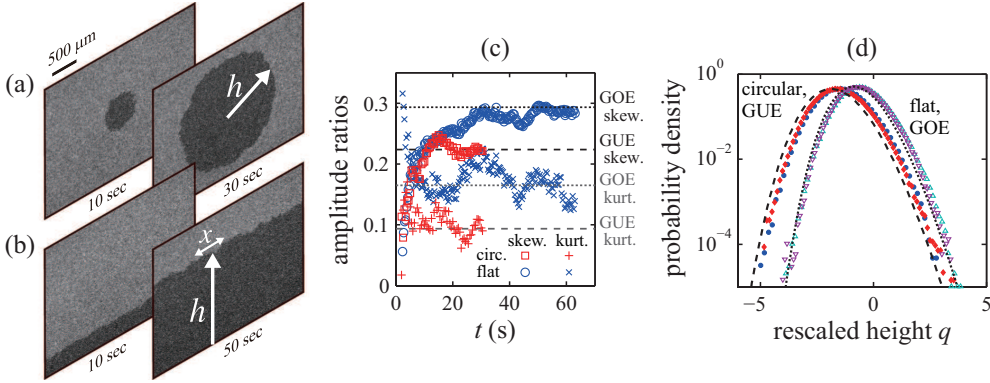 (a)
500 μm
h
10 sec
30 sec
(b)
x
h
10 sec
50 sec
(c)
amplitude ratios
0.3
0.2
0.1
0
0
20
40
60
t (s)
skew. kurt.
circ.
flat
GOE
skew.
GUE
skew.
GOE
kurt.
GUE
kurt.
(d)
probability density
10⁰
10⁻²
10⁻⁴
circular,
GUE
flat,
GOE
−5
0
5
rescaled height q